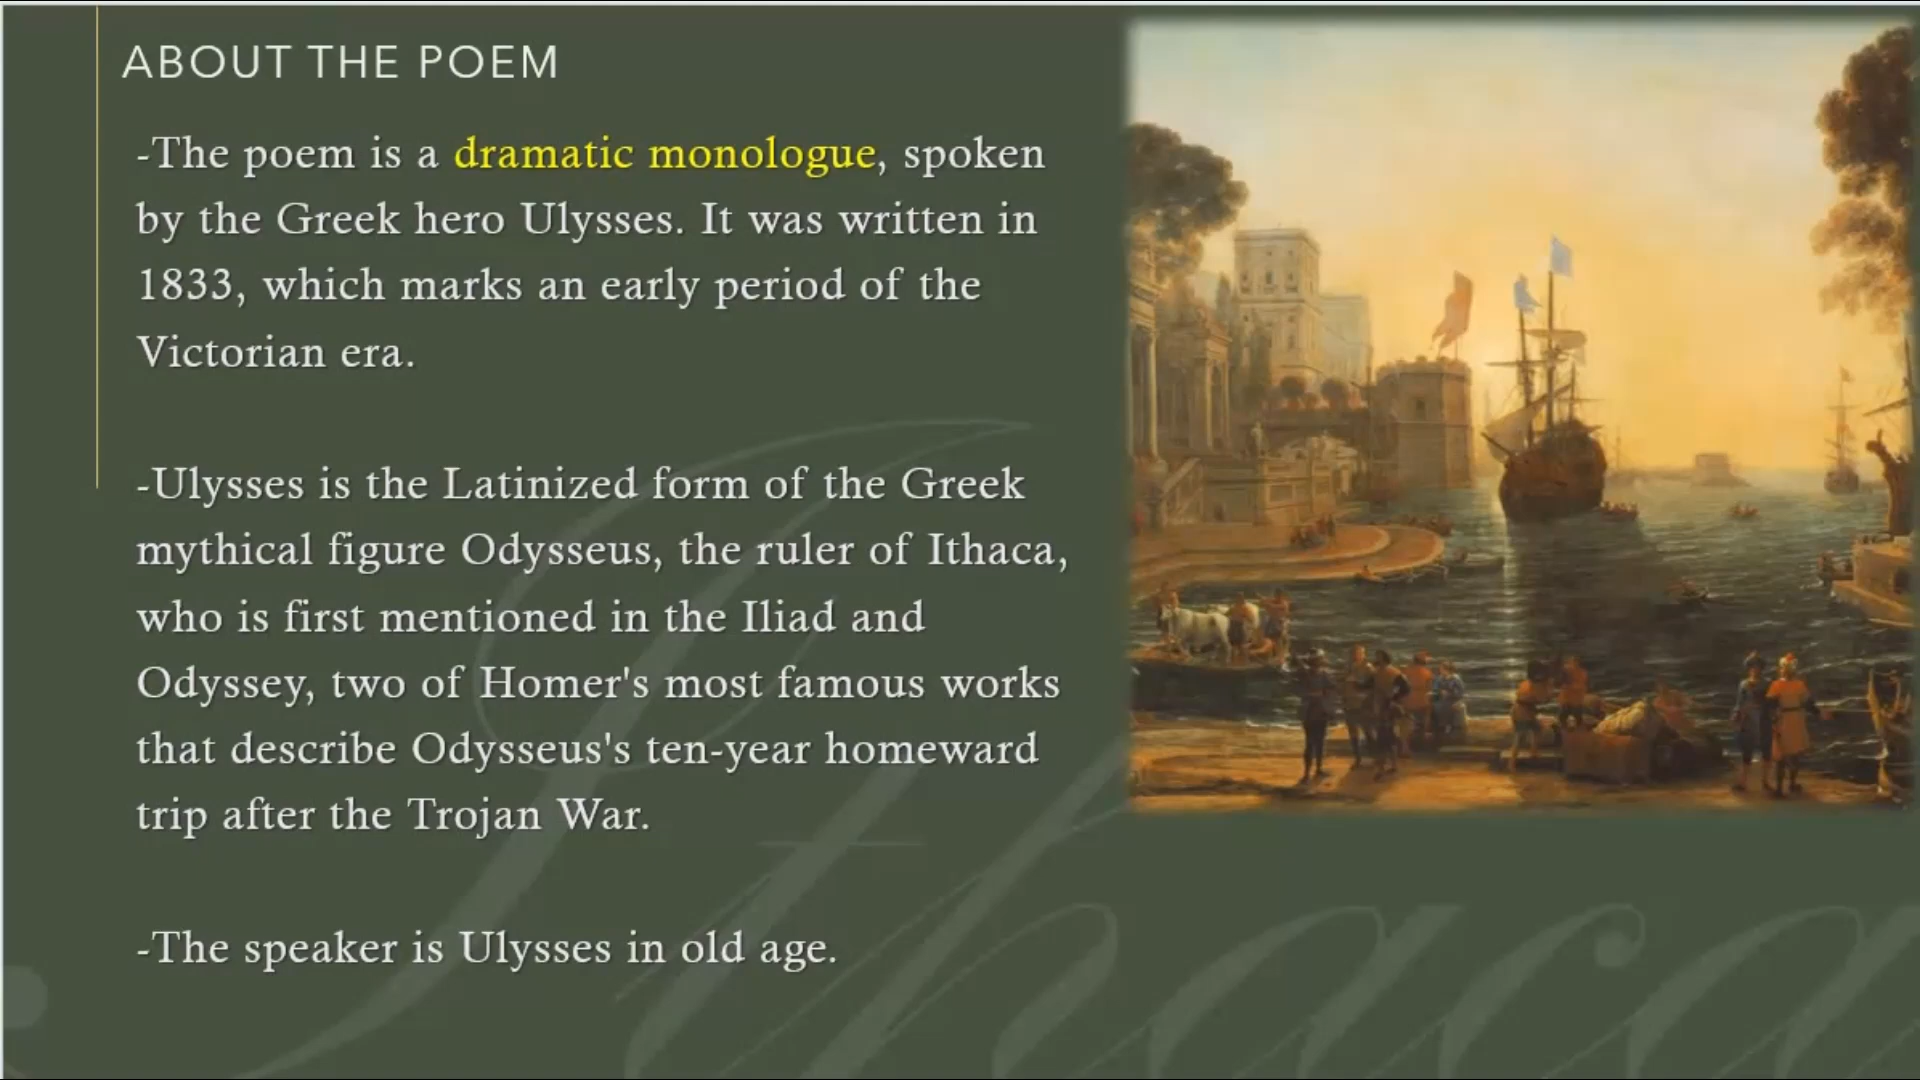 ABOUT THE POEM
-The poem is a dramatic monologue, spoken
by the Greek hero Ulysses. It was written in
1833, which marks an early period of the
Victorian era.
-Ulysses is the Latinized form of the Greek
mythical figure Odysseus, the ruler of Ithaca,
who is first mentioned in the Iliad and
Odyssey, two of Homer's most famous works
that describe Odysseus's ten-year homeward
trip after the Trojan War.
-The speaker is Ulysses in old age.
Ithaca